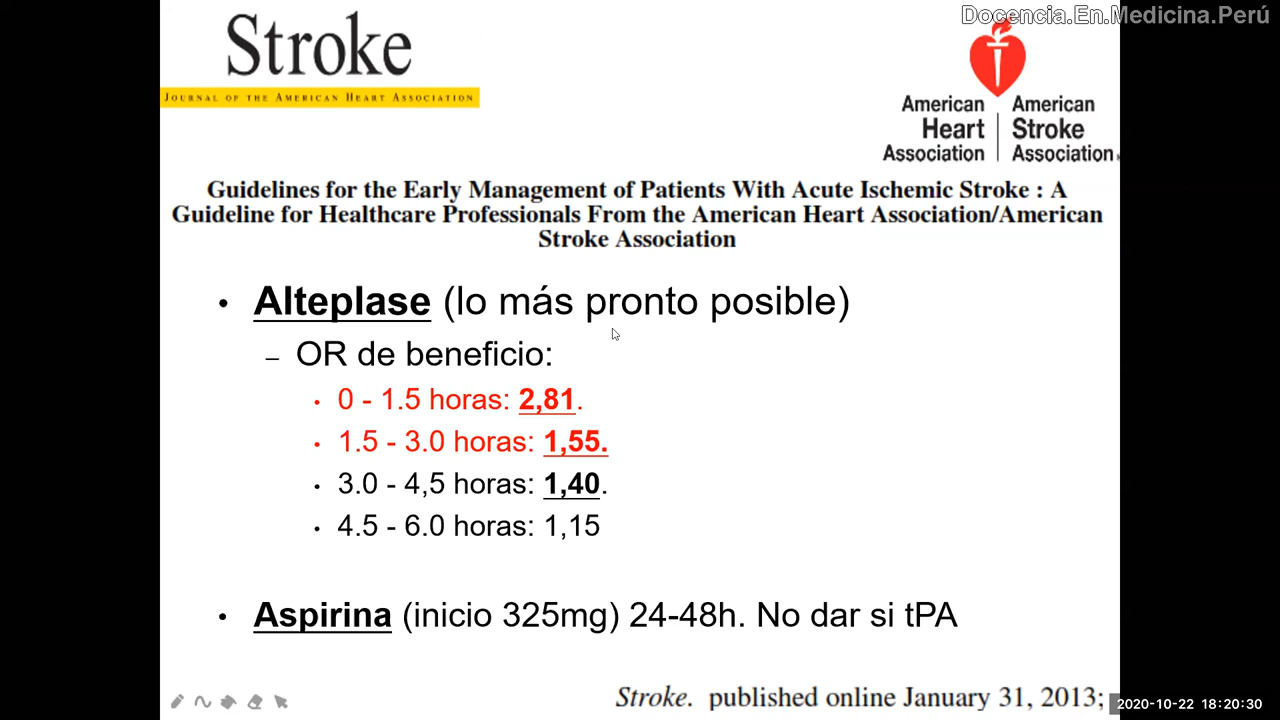 Docencia.En.Medicina.Perú
Stroke
JOURNAL OF THE AMERICAN HEART ASSOCIATION
American Heart Association
American Stroke Association
Guidelines for the Early Management of Patients With Acute Ischemic Stroke : A
Guideline for Healthcare Professionals From the American Heart Association/American
Stroke Association
• Alteplase (lo más pronto posible)
– OR de beneficio:
• 0 - 1.5 horas: 2,81.
• 1.5 - 3.0 horas: 1,55.
• 3.0 - 4,5 horas: 1,40.
• 4.5 - 6.0 horas: 1,15
• Aspirina (inicio 325mg) 24-48h. No dar si tPA
Stroke. published online January 31, 2013;
2020-10-22 18:20:30